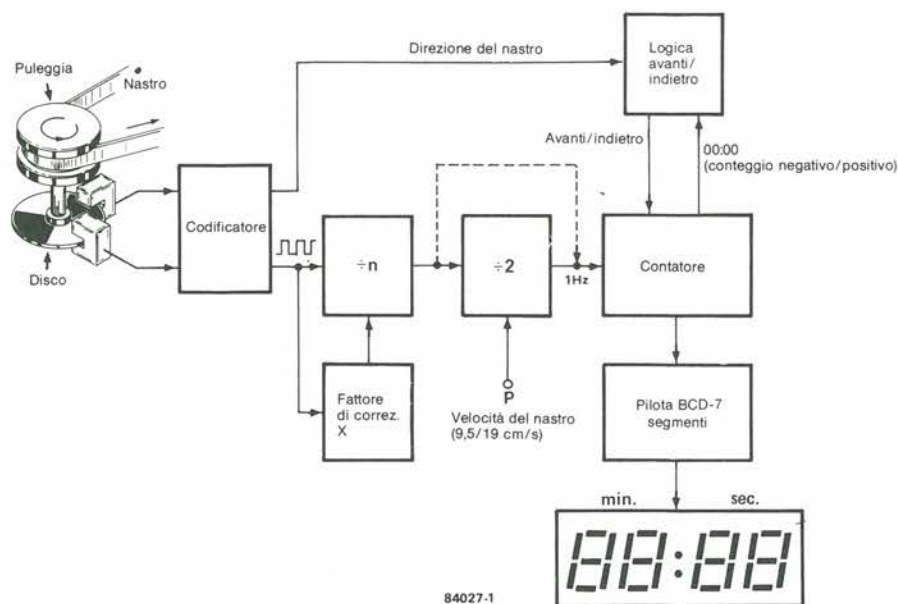 Puleggia
Nastro
Disco
Direzione del nastro
Logica
avanti/
indietro
Avanti/indietro
00:00
(conteggio negativo/positivo)
Codificatore
÷n
÷2
1Hz
Contatore
Fattore
di correz.
X
P
Velocità del nastro
(9,5/19 cm/s)
Pilota BCD-7
segmenti
min. sec.
88:88
84027-1